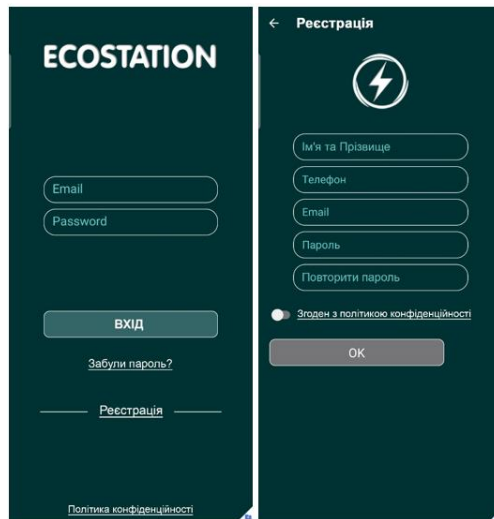 ECOSTATION
Email
Password
ВХІД
Забули пароль?
Реєстрація
Політика конфіденційності
← Реєстрація
Ім'я та Прізвище
Телефон
Email
Пароль
Повторити пароль
Згоден з політикою конфіденційності
OK